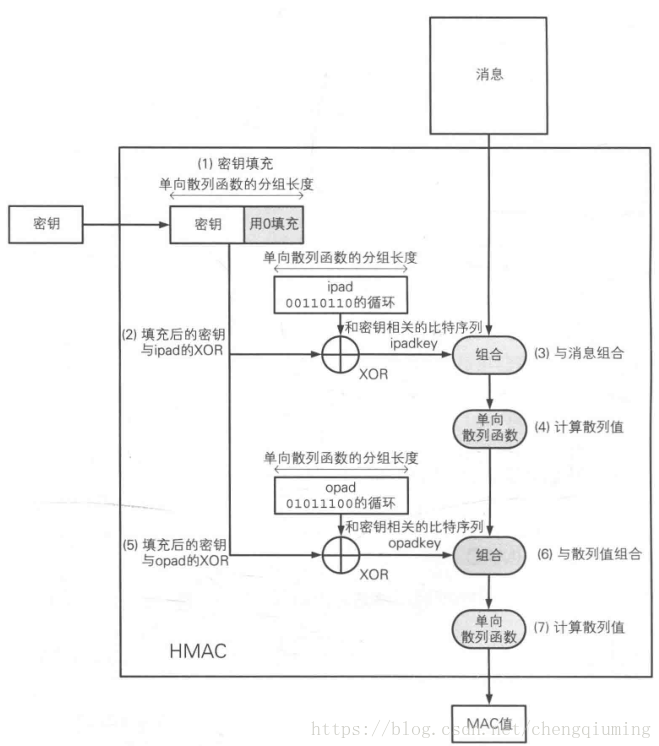 消息
(1) 密钥填充
单向散列函数的分组长度
密钥
密钥
用0填充
单向散列函数的分组长度
ipad
00110110的循环
(2) 填充后的密钥
与ipad的XOR
和密钥相关的比特序列
ipadkey
XOR
组合
(3) 与消息组合
单向
散列函数
(4) 计算散列值
单向散列函数的分组长度
opad
01011100的循环
(5) 填充后的密钥
与opad的XOR
和密钥相关的比特序列
opadkey
XOR
组合
(6) 与散列值组合
单向
散列函数
(7) 计算散列值
HMAC
MAC值
https://blog.csdn.net/chengqiuming